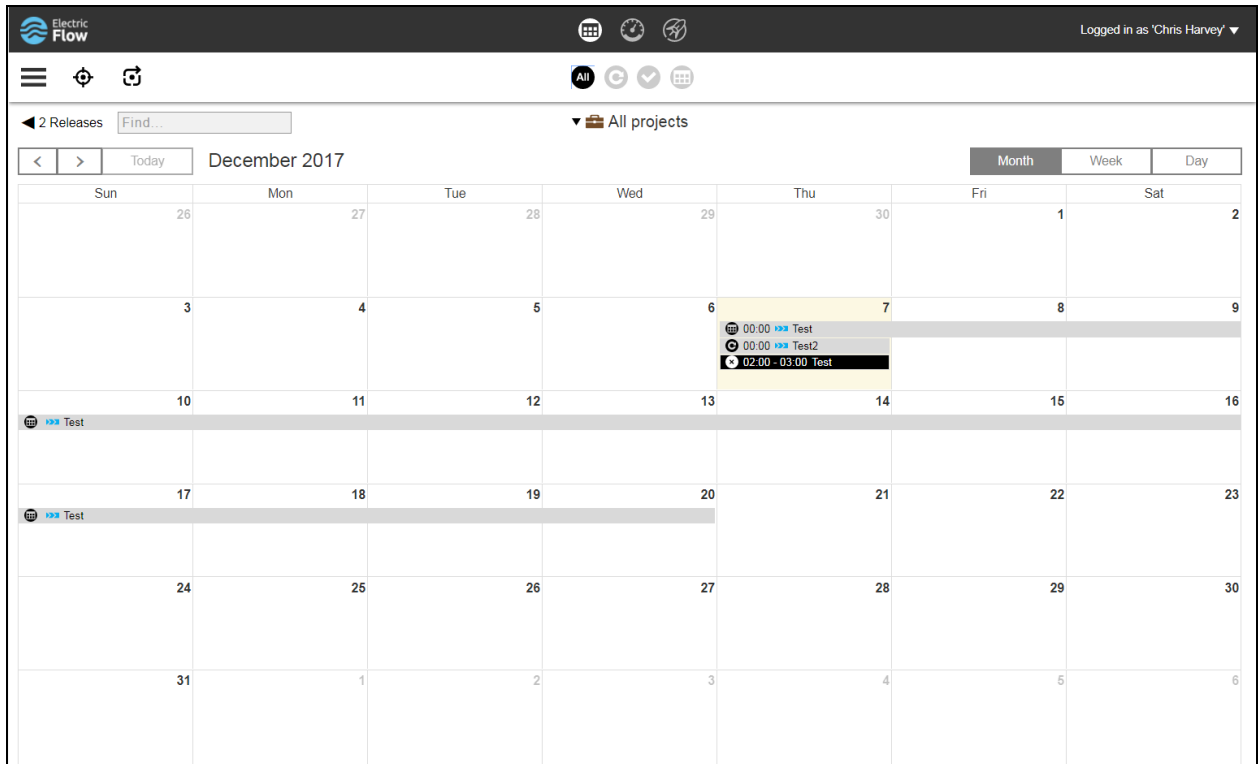 Electric
Flow
Logged in as 'Chris Harvey'
All
2 Releases Find... All projects
Today December 2017 Month Week Day
Sun Mon Tue Wed Thu Fri Sat
26 27 28 29 30 1 2
3 4 5 6 7 8 9
00:00 Test
00:00 Test2
02:00 - 03:00 Test
10 11 12 13 14 15 16
Test
17 18 19 20 21 22 23
Test
24 25 26 27 28 29 30
31 1 2 3 4 5 6